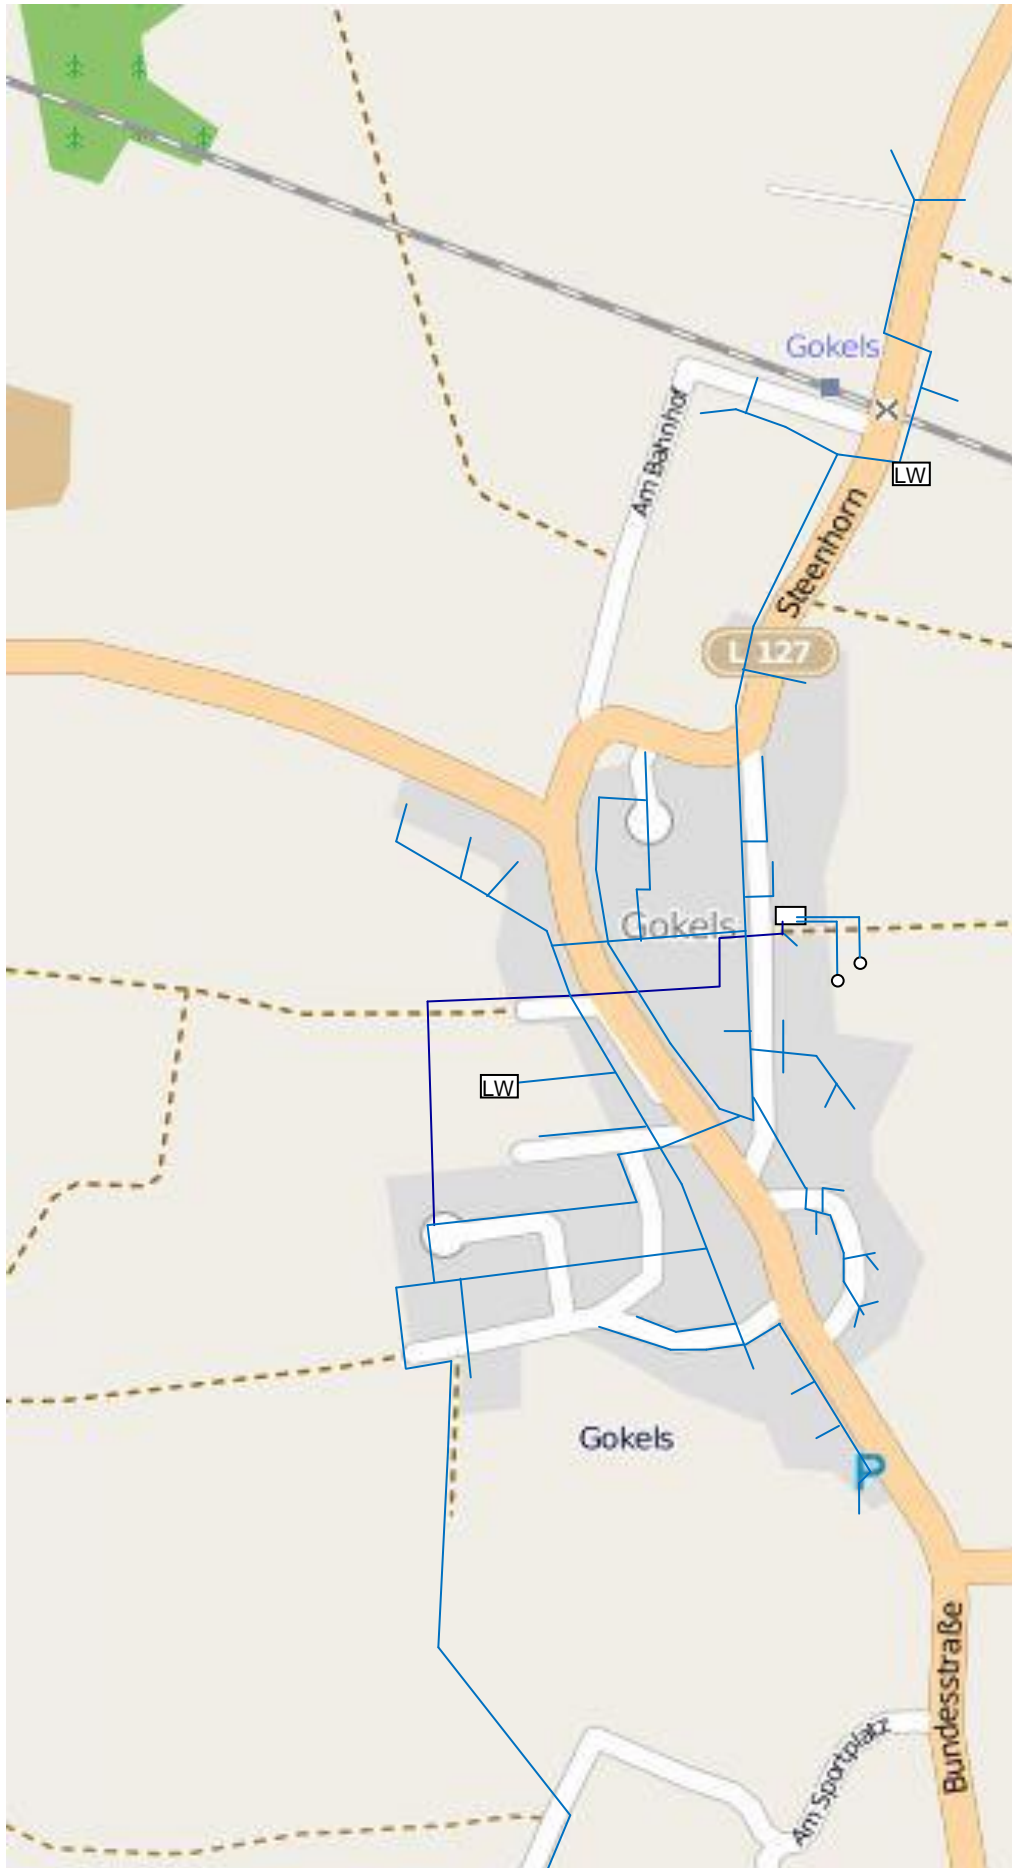 Gokels
Am Bahnhof
LW
Steenhorn
L 127
Gokels
LW
Gokels
P
Bundesstraße
Am Sportplatz